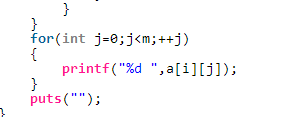 }
}
for(int j=0;j<m;++j)
{
printf("%d ",a[i][j]);
}
puts("");
}